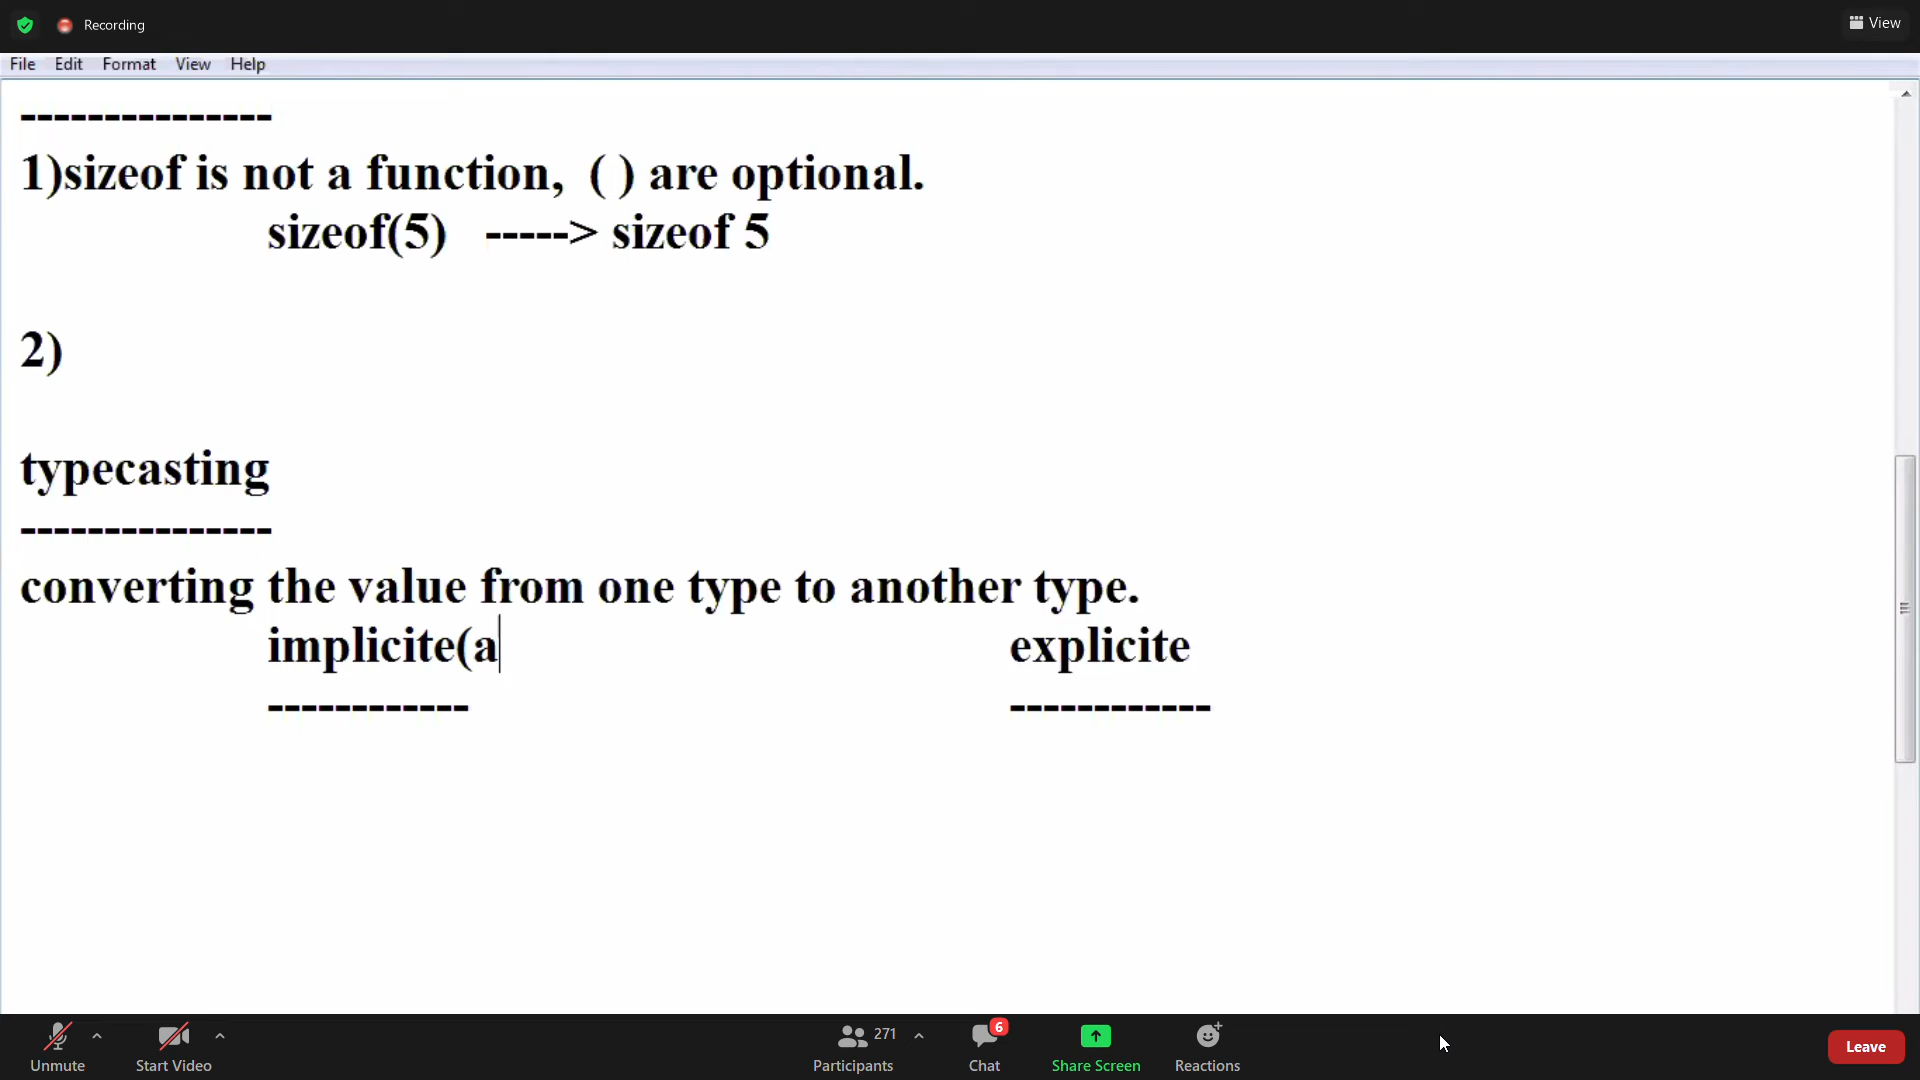 Recording
View
File Edit Format View Help
---------------
1)sizeof is not a function, ( ) are optional.
sizeof(5) -----> sizeof 5
2)
typecasting
---------------
converting the value from one type to another type.
implicite(a explicite
------------ ------------
271
6
Unmute Start Video Participants Chat Share Screen Reactions Leave